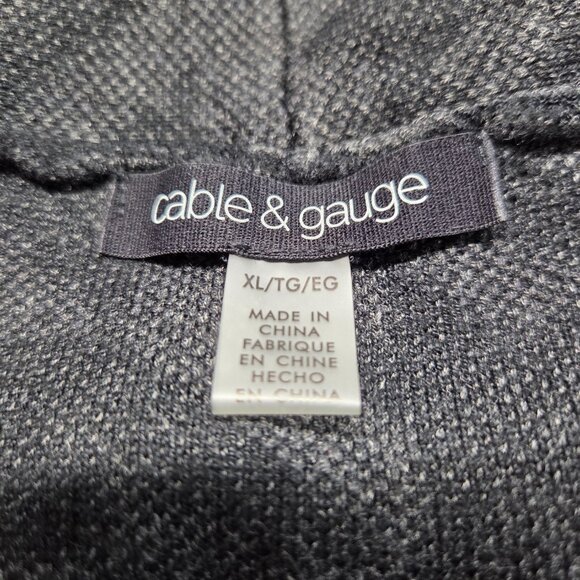 cable & gauge
XL/TG/EG
MADE IN
CHINA
FABRIQUE
EN CHINE
HECHO
EN CHINA